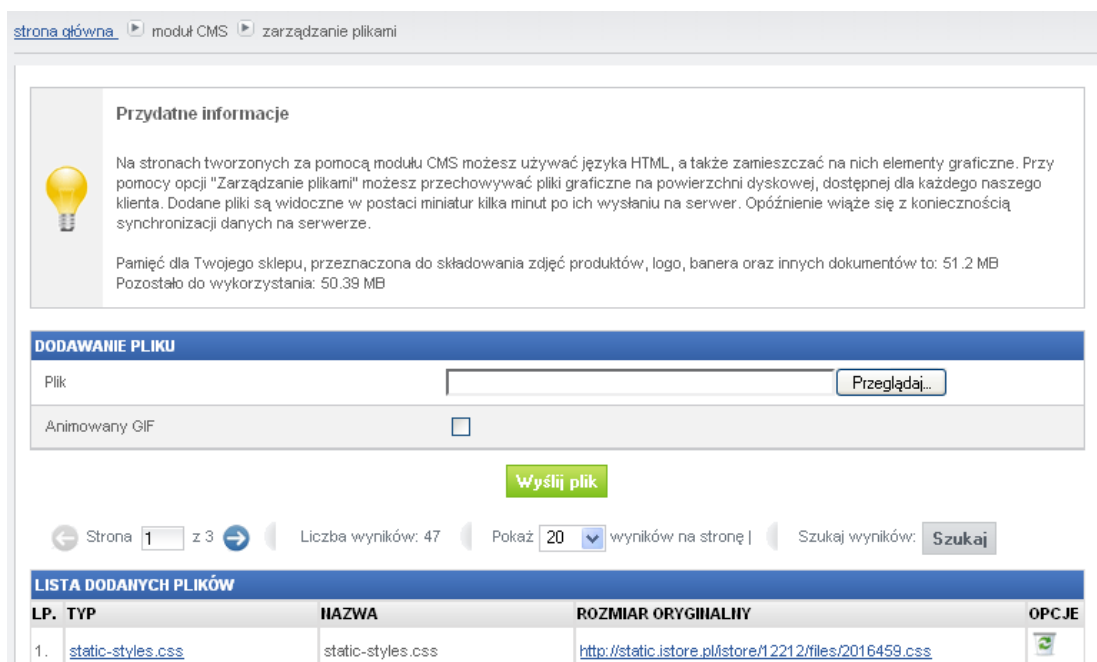 strona główna moduł CMS zarządzanie plikami
Przydatne informacje
Na stronach tworzonych za pomocą modułu CMS możesz używać języka HTML, a także zamieszczać na nich elementy graficzne. Przy
pomocy opcji "Zarządzanie plikami" możesz przechowywać pliki graficzne na powierzchni dyskowej, dostępnej dla każdego naszego
klienta. Dodane pliki są widoczne w postaci miniatur kilka minut po ich wysłaniu na serwer. Opóźnienie wiąże się z koniecznością
synchronizacji danych na serwerze.
Pamięć dla Twojego sklepu, przeznaczona do składowania zdjęć produktów, logo, banera oraz innych dokumentów to: 51.2 MB
Pozostało do wykorzystania: 50.39 MB
DODAWANIE PLIKU
Plik Przeglądaj...
Animowany GIF
Wyślij plik
Strona 1 z 3 Liczba wyników: 47 Pokaż 20 wyników na stronę | Szukaj wyników: Szukaj
LISTA DODANYCH PLIKÓW
LP. TYP NAZWA ROZMIAR ORYGINALNY OPCJE
1. static-styles.css static-styles.css http://static.istore.pl/istore/12212/files/2016459.css